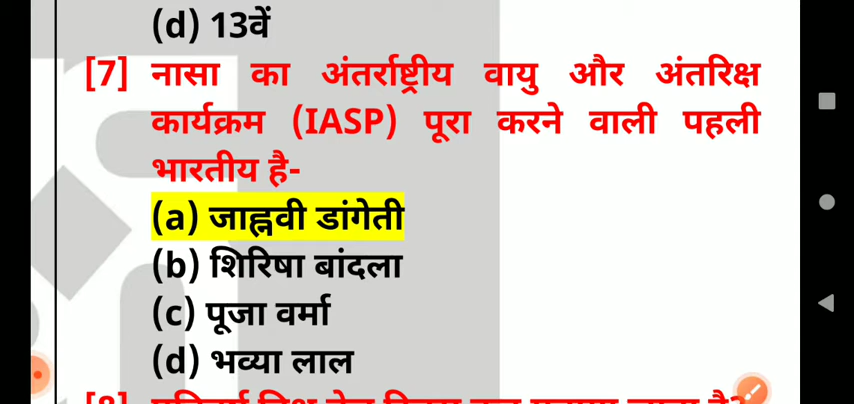 (d) 13वें
[7] नासा का अंतर्राष्ट्रीय वायु और अंतरिक्ष
कार्यक्रम (IASP) पूरा करने वाली पहली
भारतीय है-
(a) जाह्नवी डांगेती
(b) शिरिषा बांदला
(c) पूजा वर्मा
(d) भव्या लाल